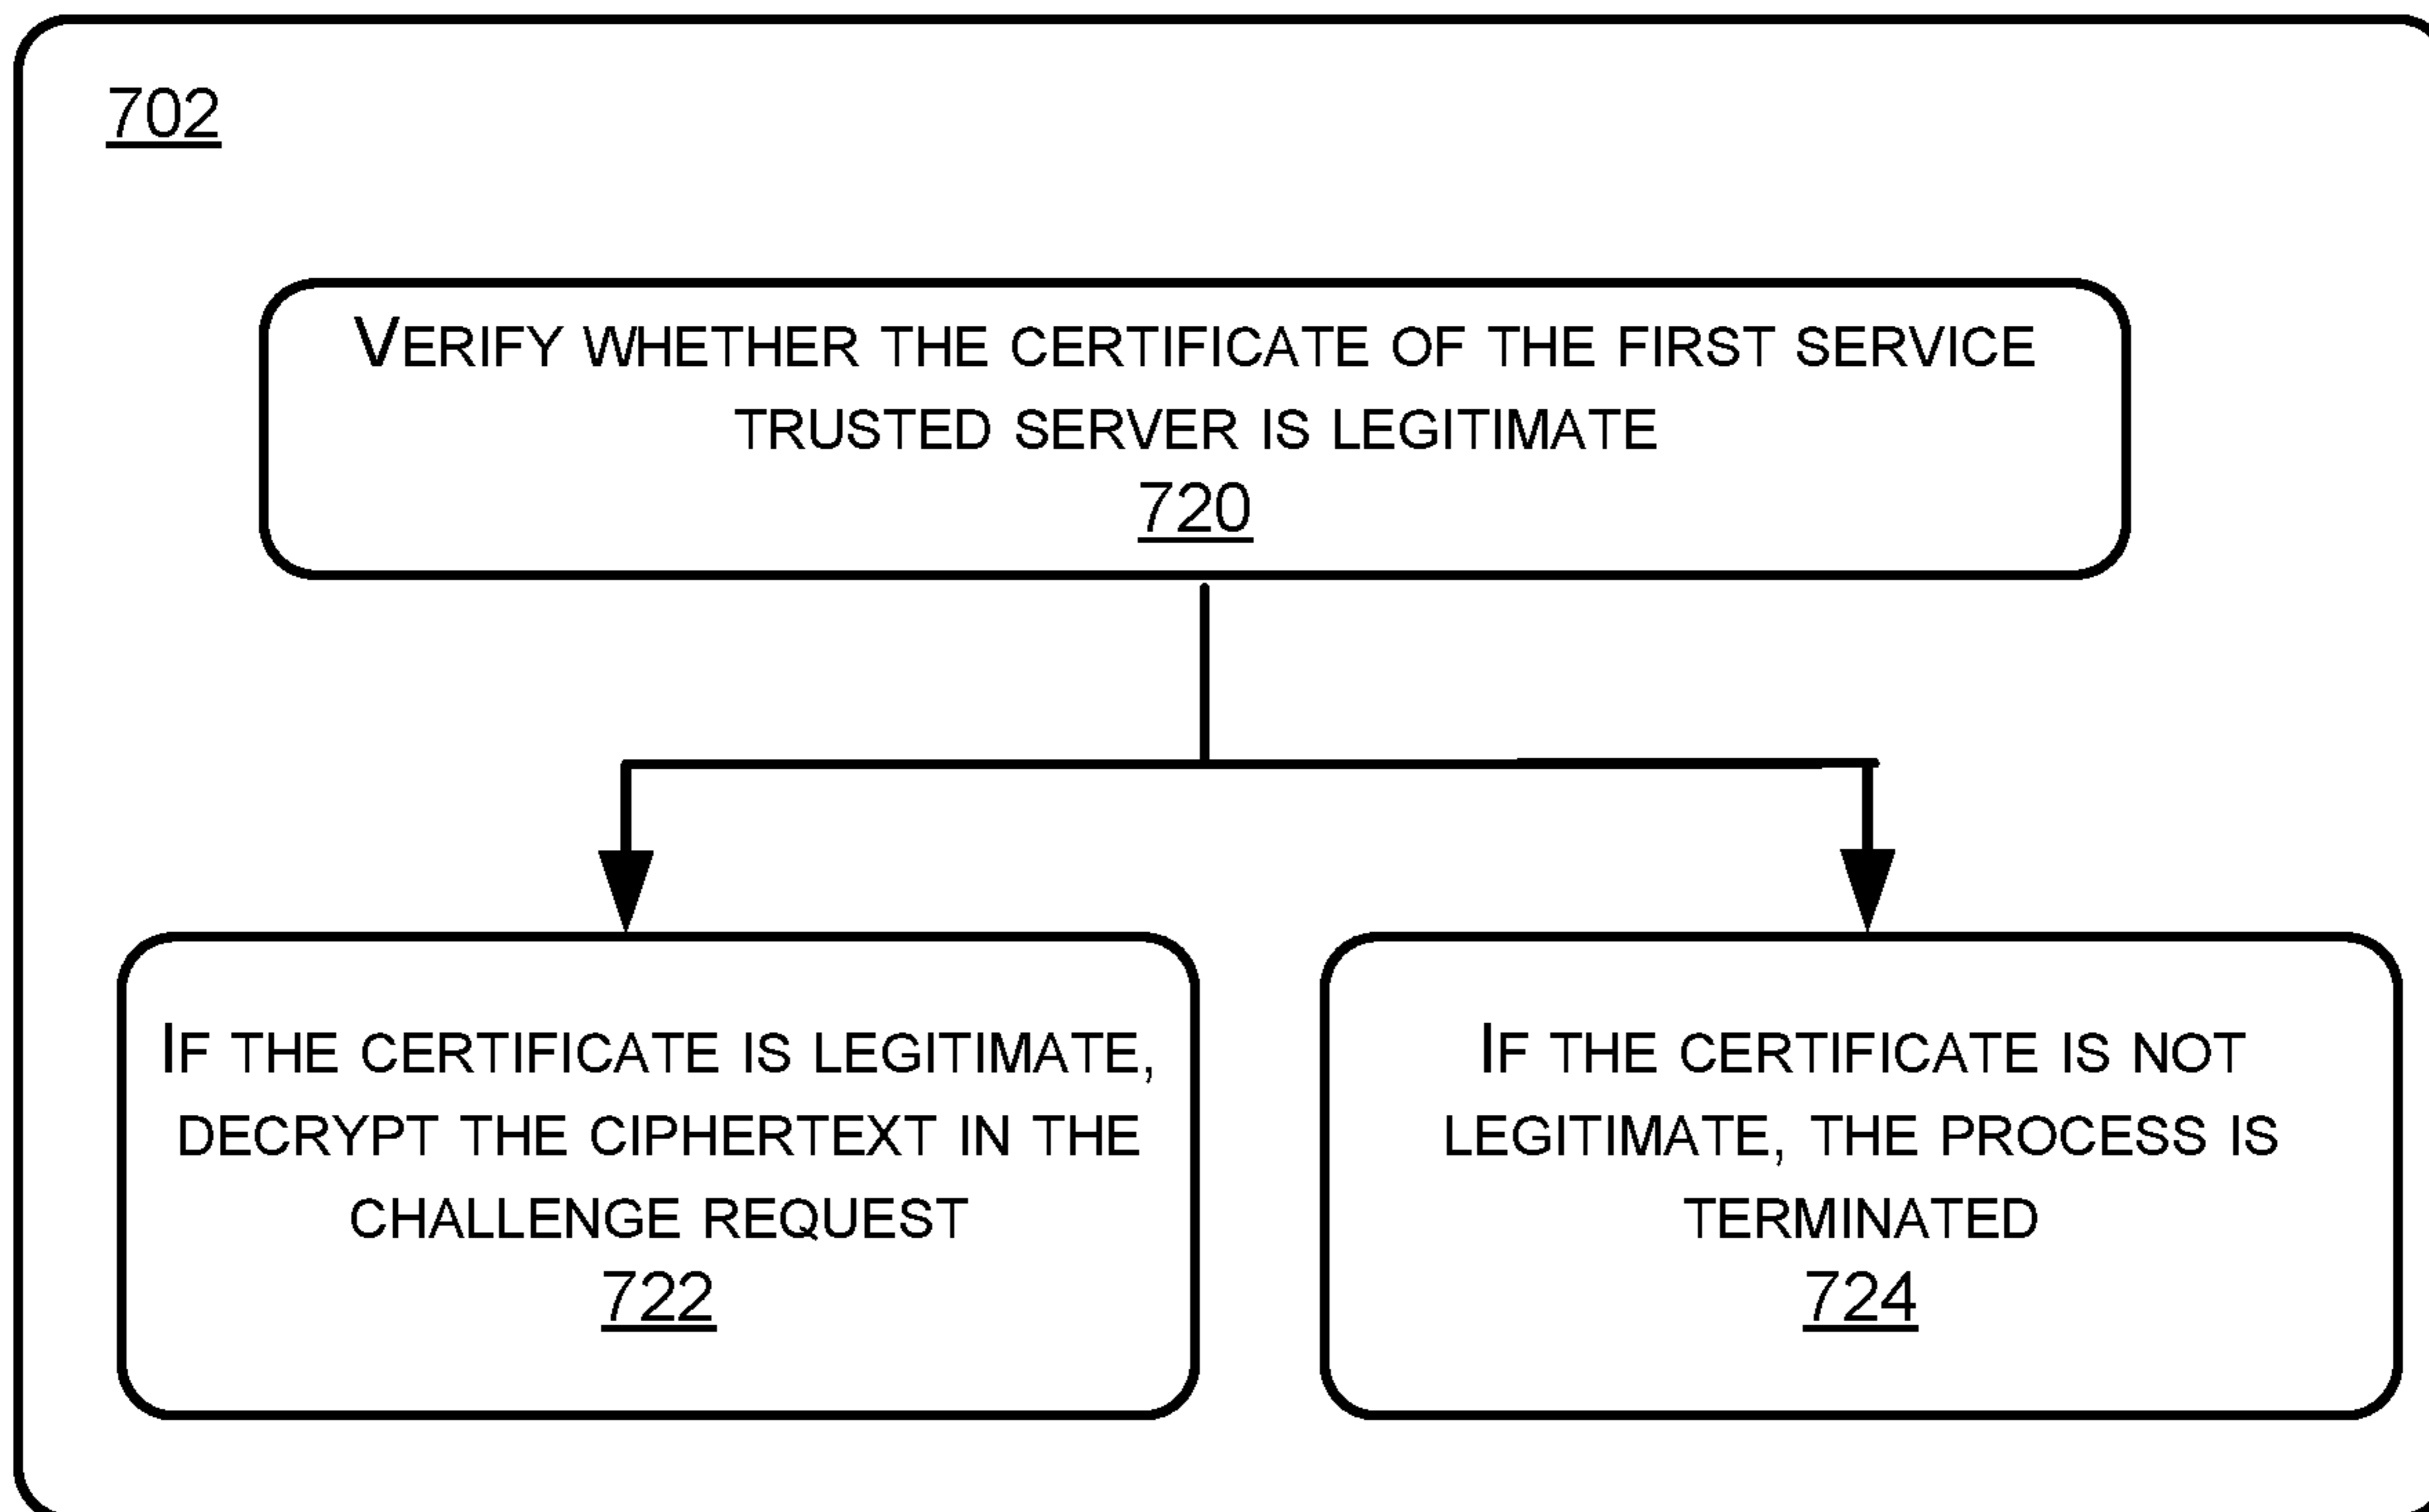 702
VERIFY WHETHER THE CERTIFICATE OF THE FIRST SERVICE
TRUSTED SERVER IS LEGITIMATE
720
IF THE CERTIFICATE IS LEGITIMATE,
DECRYPT THE CIPHERTEXT IN THE
CHALLENGE REQUEST
722
IF THE CERTIFICATE IS NOT
LEGITIMATE, THE PROCESS IS
TERMINATED
724